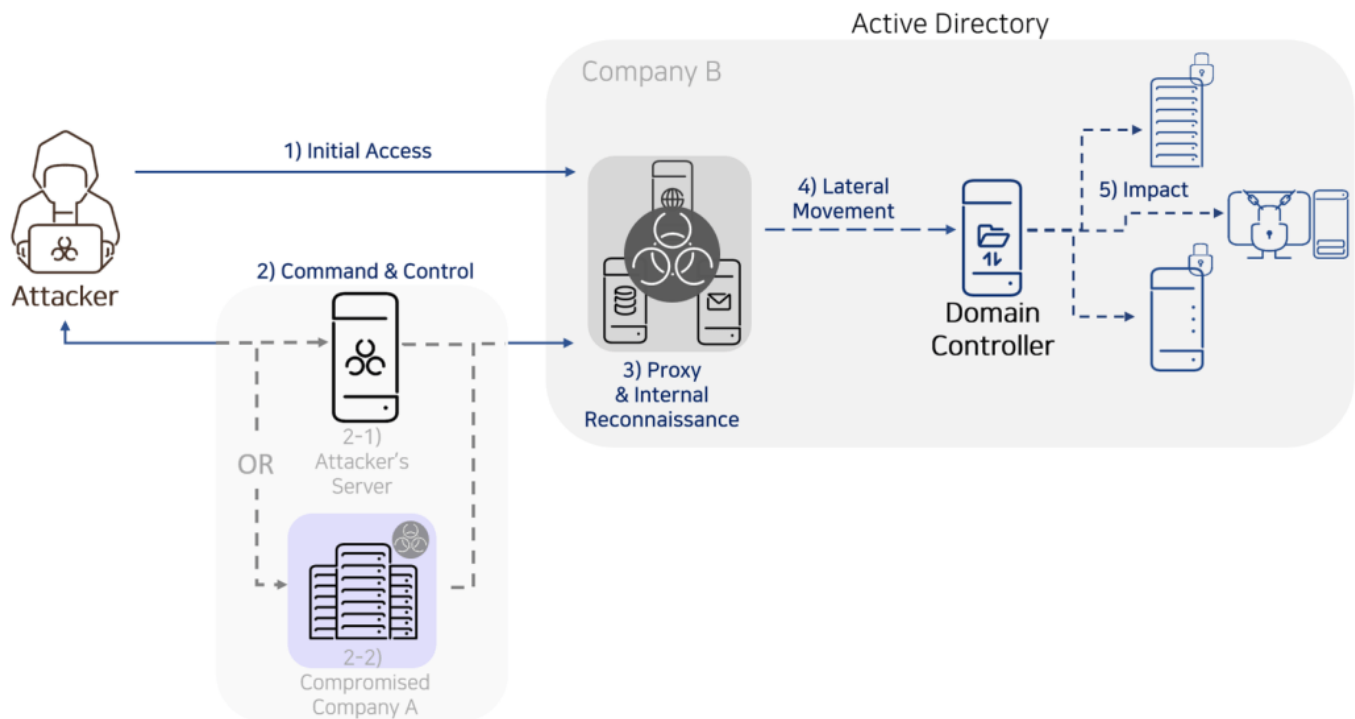 Active Directory
Company B
1) Initial Access
Attacker
2) Command & Control
2-1)
Attacker's
Server
OR
2-2)
Compromised
Company A
3) Proxy
& Internal
Reconnaissance
4) Lateral
Movement
Domain
Controller
5) Impact